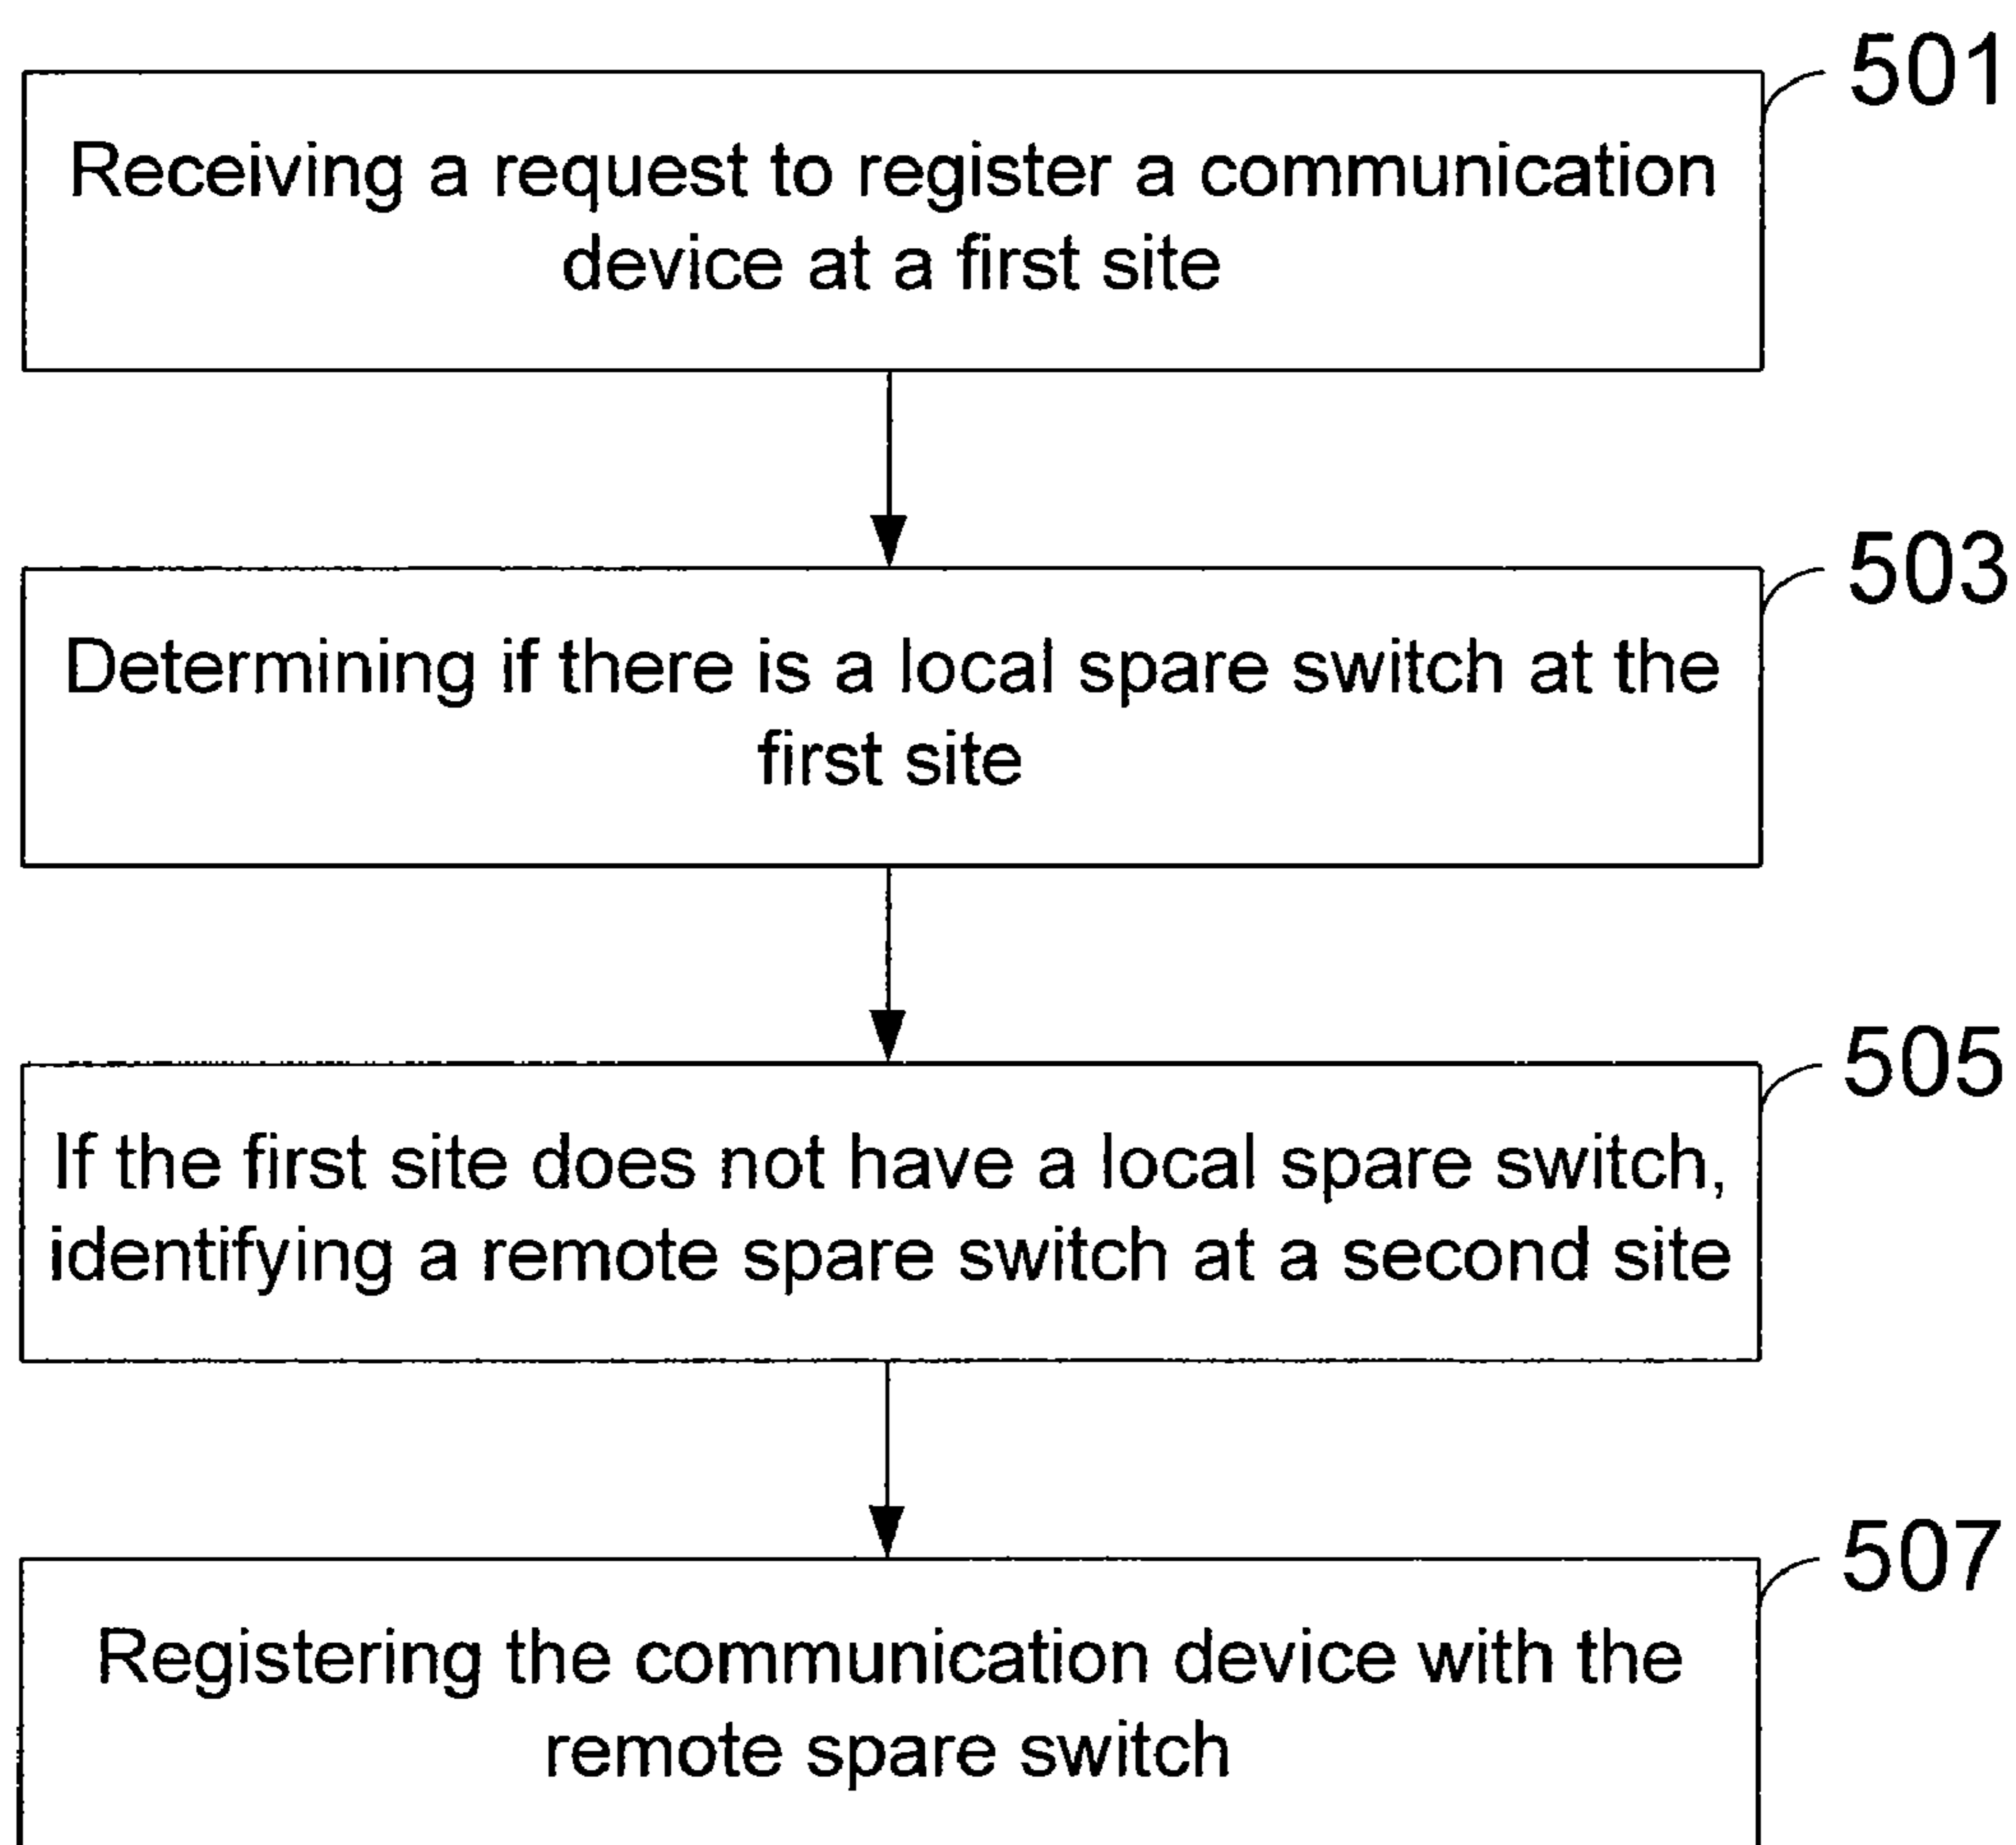 501
Receiving a request to register a communication
device at a first site
503
Determining if there is a local spare switch at the
first site
505
If the first site does not have a local spare switch,
identifying a remote spare switch at a second site
507
Registering the communication device with the
remote spare switch